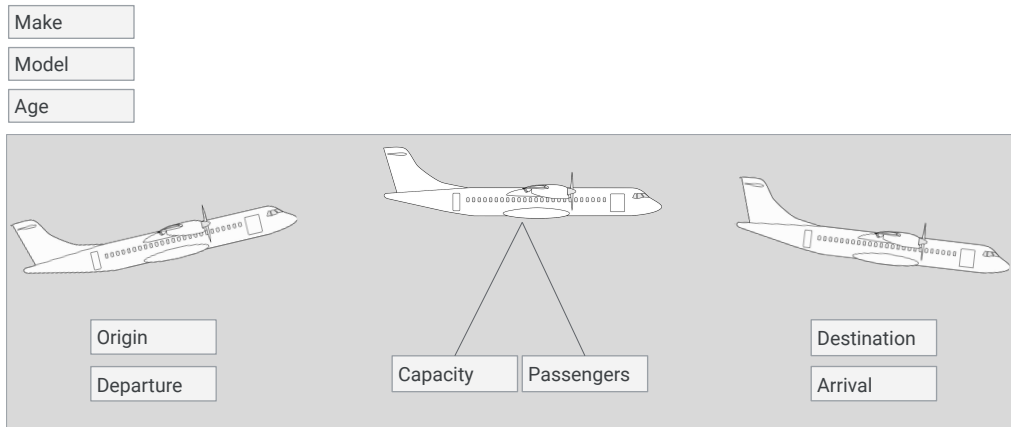 Make
Model
Age
Origin
Departure
Capacity
Passengers
Destination
Arrival